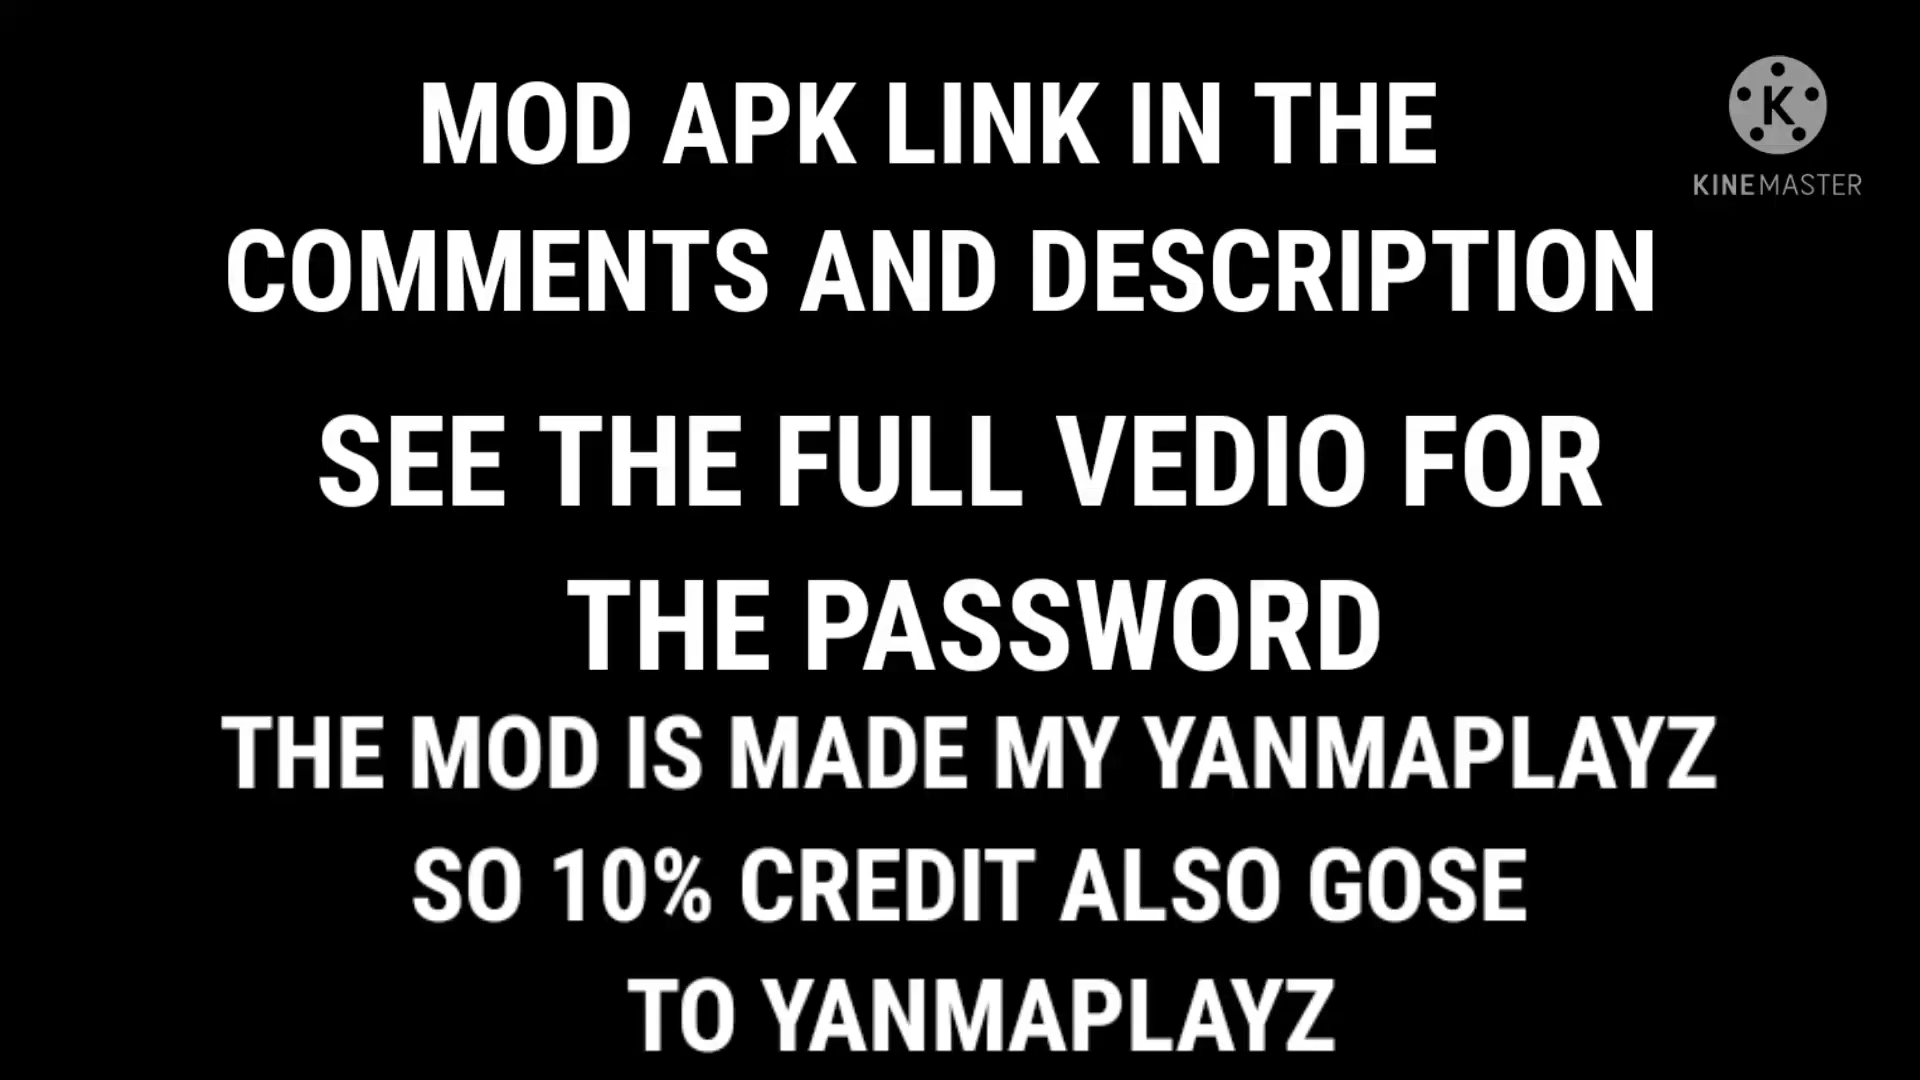 MOD APK LINK IN THE
COMMENTS AND DESCRIPTION
SEE THE FULL VEDIO FOR
THE PASSWORD
THE MOD IS MADE MY YANMAPLAYZ
SO 10% CREDIT ALSO GOSE
TO YANMAPLAYZ
K
KINEMASTER